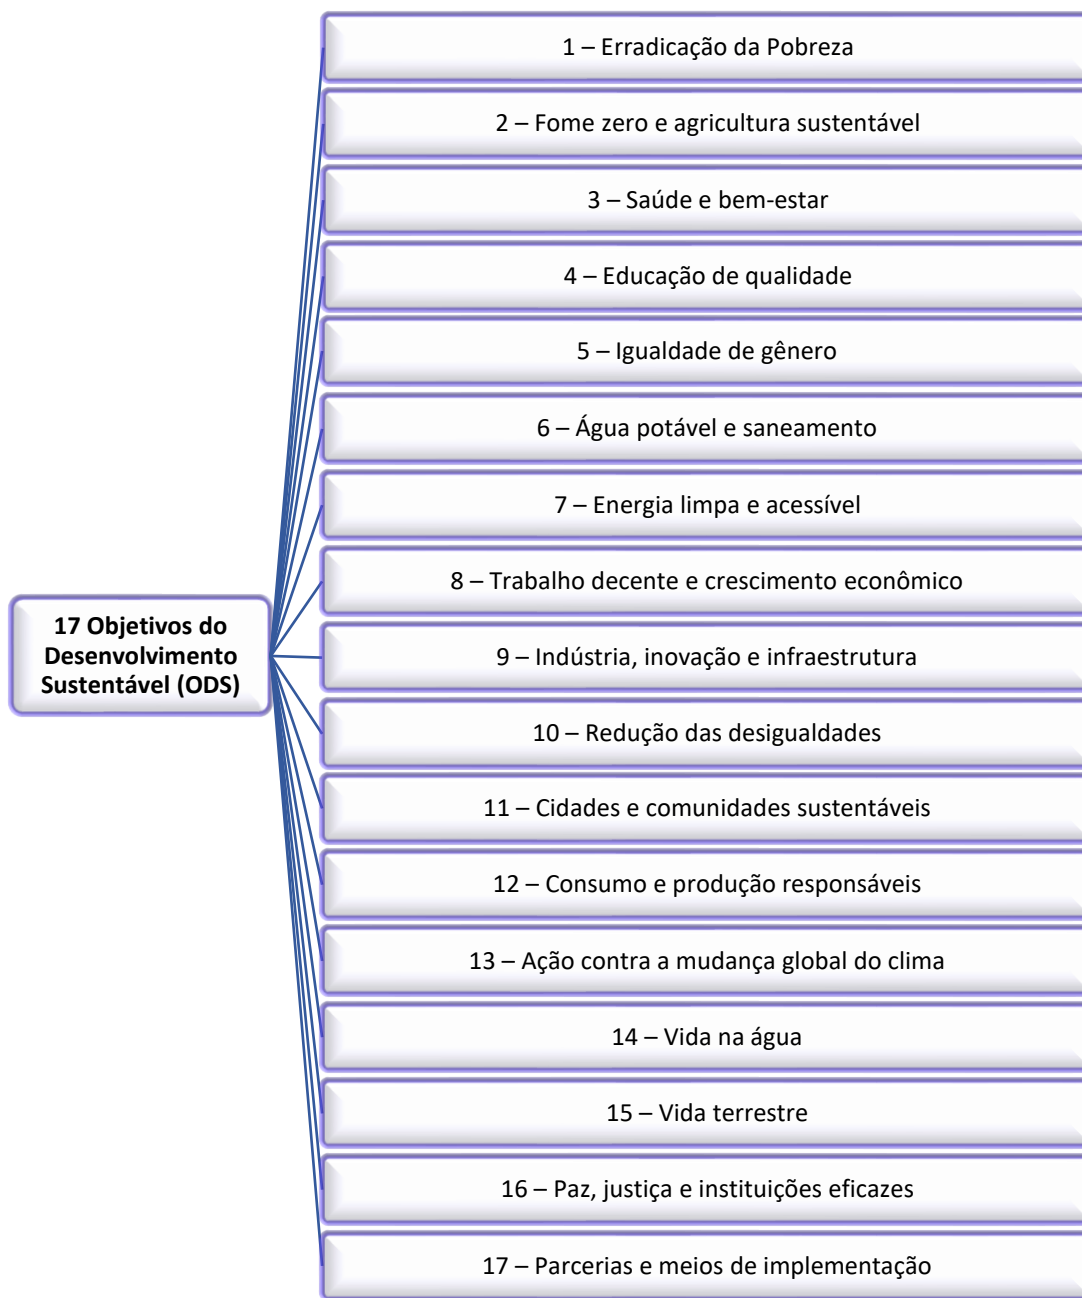 1 – Erradicação da Pobreza
2 – Fome zero e agricultura sustentável
3 – Saúde e bem-estar
4 – Educação de qualidade
5 – Igualdade de gênero
6 – Água potável e saneamento
7 – Energia limpa e acessível
8 – Trabalho decente e crescimento econômico
17 Objetivos do
Desenvolvimento
Sustentável (ODS)
9 – Indústria, inovação e infraestrutura
10 – Redução das desigualdades
11 – Cidades e comunidades sustentáveis
12 – Consumo e produção responsáveis
13 – Ação contra a mudança global do clima
14 – Vida na água
15 – Vida terrestre
16 – Paz, justiça e instituições eficazes
17 – Parcerias e meios de implementação